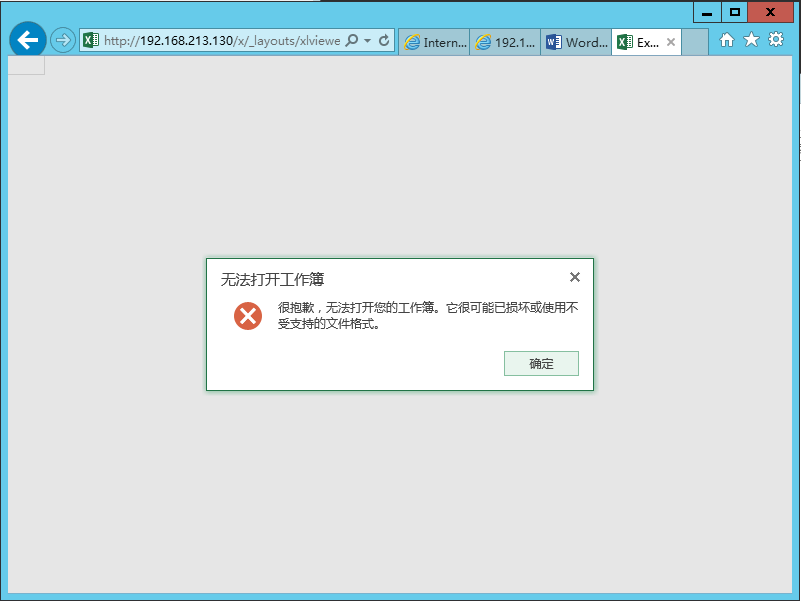 http://192.168.213.130/x/_layouts/xlviewe
Intern...
192.1...
Word...
Ex...
无法打开工作簿
很抱歉，无法打开您的工作簿。它很可能已损坏或使用不
受支持的文件格式。
确定